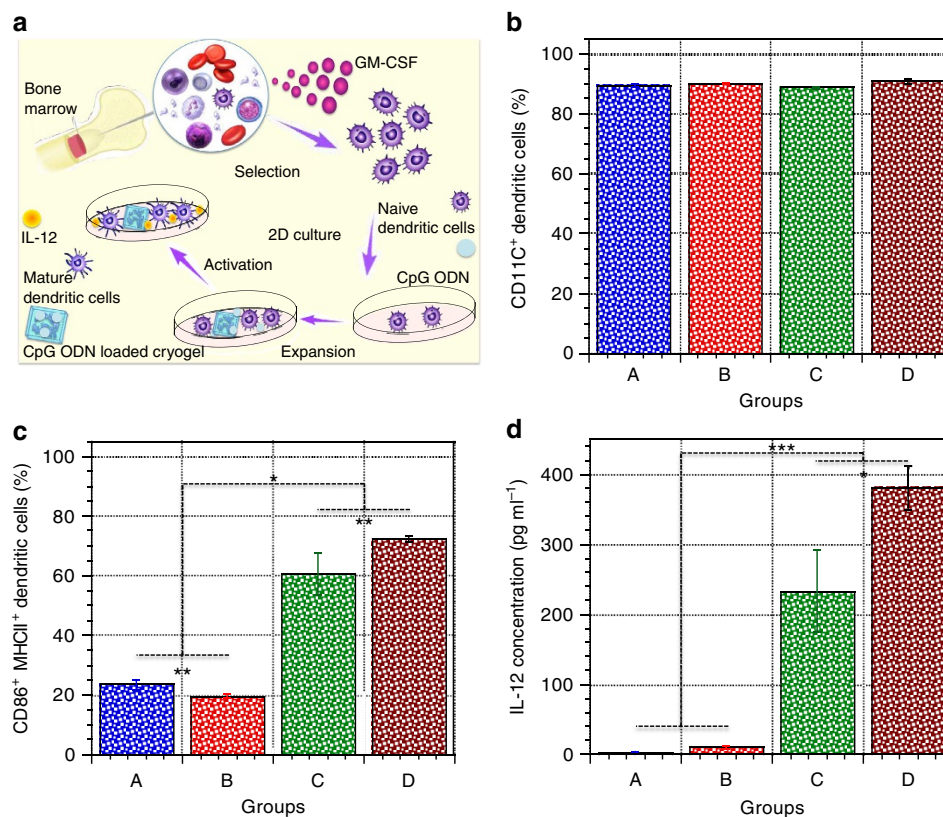 a
Bone
marrow
GM-CSF
Selection
Naive
dendritic cells
IL-12
2D culture
Activation
CpG ODN
Mature
dendritic cells
CpG ODN loaded cryogel
Expansion
b
CD11C⁺ dendritic cells (%)
100
80
60
40
20
0
A B C D
Groups
c
CD86⁺ MHCII⁺ dendritic cells (%)
100
80
60
40
20
0
*
**
**
A B C D
Groups
d
IL-12 concentration (pg ml⁻¹)
400
300
200
100
0
***
*
A B C D
Groups